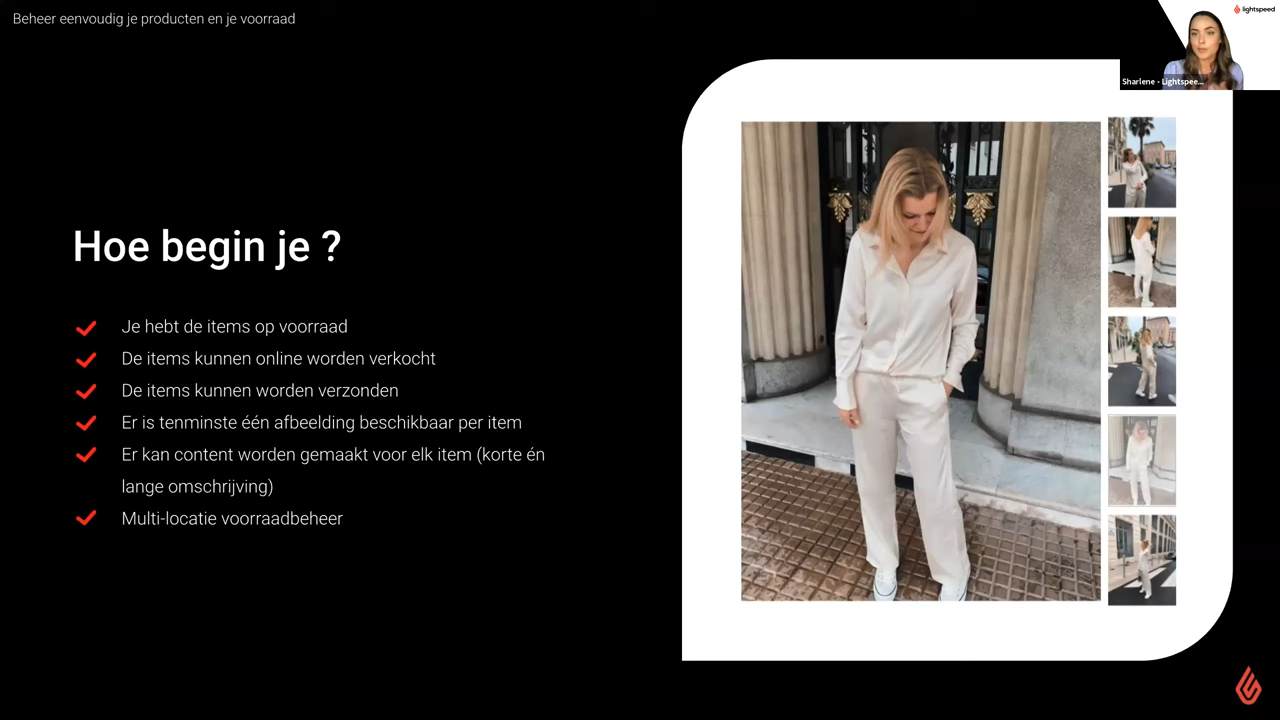 Beheer eenvoudig je producten en je voorraad
lightspeed
Sharlene - Lightspee...
Hoe begin je ?
Je hebt de items op voorraad
De items kunnen online worden verkocht
De items kunnen worden verzonden
Er is tenminste één afbeelding beschikbaar per item
Er kan content worden gemaakt voor elk item (korte én
lange omschrijving)
Multi-locatie voorraadbeheer